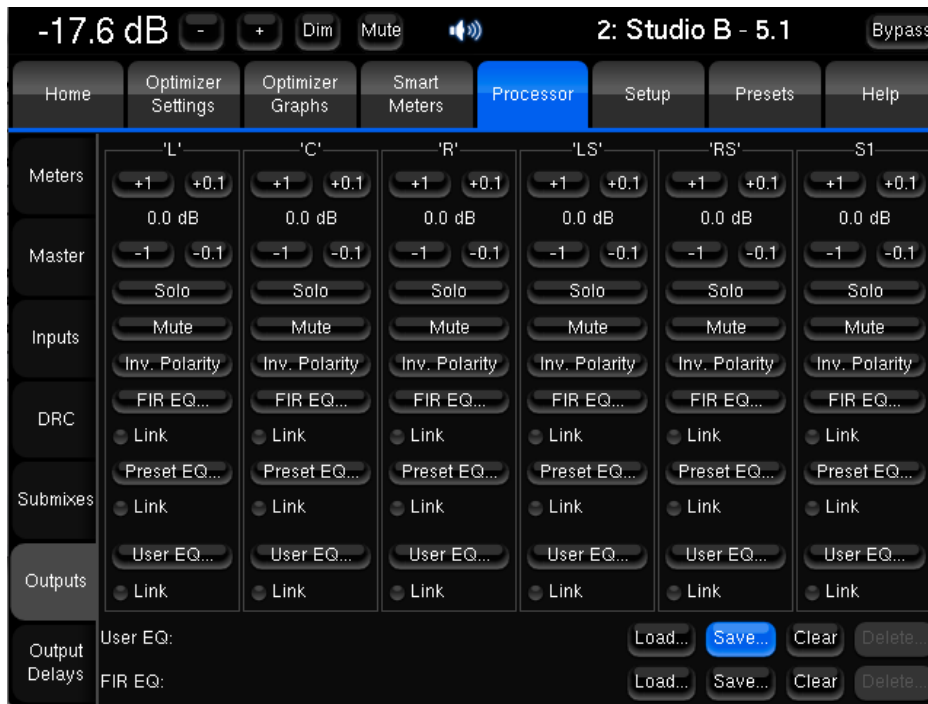 -17.6 dB - + Dim Mute 2: Studio B - 5.1 Bypass
Home Optimizer Settings Optimizer Graphs Smart Meters Processor Setup Presets Help
Meters
Master
Inputs
DRC
Submixes
Outputs
Output Delays
'L' 'C' 'R' 'LS' 'RS' S1
+1 +0.1 +1 +0.1 +1 +0.1 +1 +0.1 +1 +0.1 +1 +0.1
0.0 dB 0.0 dB 0.0 dB 0.0 dB 0.0 dB 0.0 dB
-1 -0.1 -1 -0.1 -1 -0.1 -1 -0.1 -1 -0.1 -1 -0.1
Solo Solo Solo Solo Solo Solo
Mute Mute Mute Mute Mute Mute
Inv. Polarity Inv. Polarity Inv. Polarity Inv. Polarity Inv. Polarity Inv. Polarity
FIR EQ... FIR EQ... FIR EQ... FIR EQ... FIR EQ... FIR EQ...
Link Link Link Link Link Link
Preset EQ... Preset EQ... Preset EQ... Preset EQ... Preset EQ... Preset EQ...
Link Link Link Link Link Link
User EQ... User EQ... User EQ... User EQ... User EQ... User EQ...
Link Link Link Link Link Link
User EQ: Load... Save... Clear Delete...
FIR EQ: Load... Save... Clear Delete...